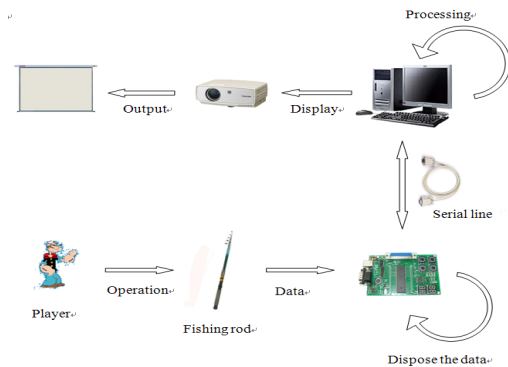 Processing
Output
Display
Serial line
Operation
Data
Player
Fishing rod
Dispose the data